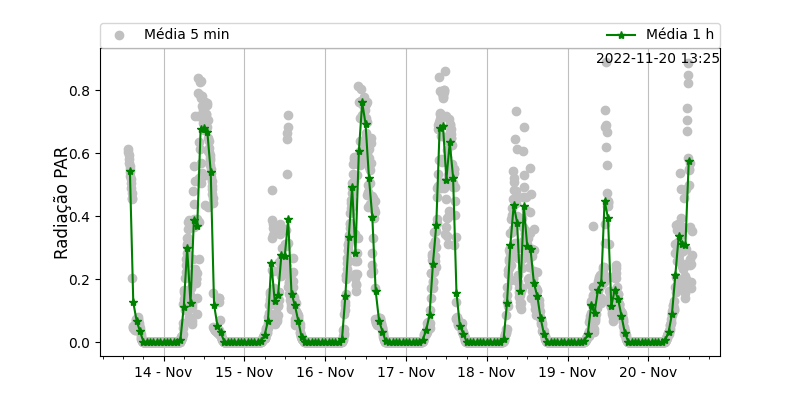 Média 5 min
Média 1 h
2022-11-20 13:25
Radiação PAR
0.8
0.6
0.4
0.2
0.0
14 - Nov
15 - Nov
16 - Nov
17 - Nov
18 - Nov
19 - Nov
20 - Nov